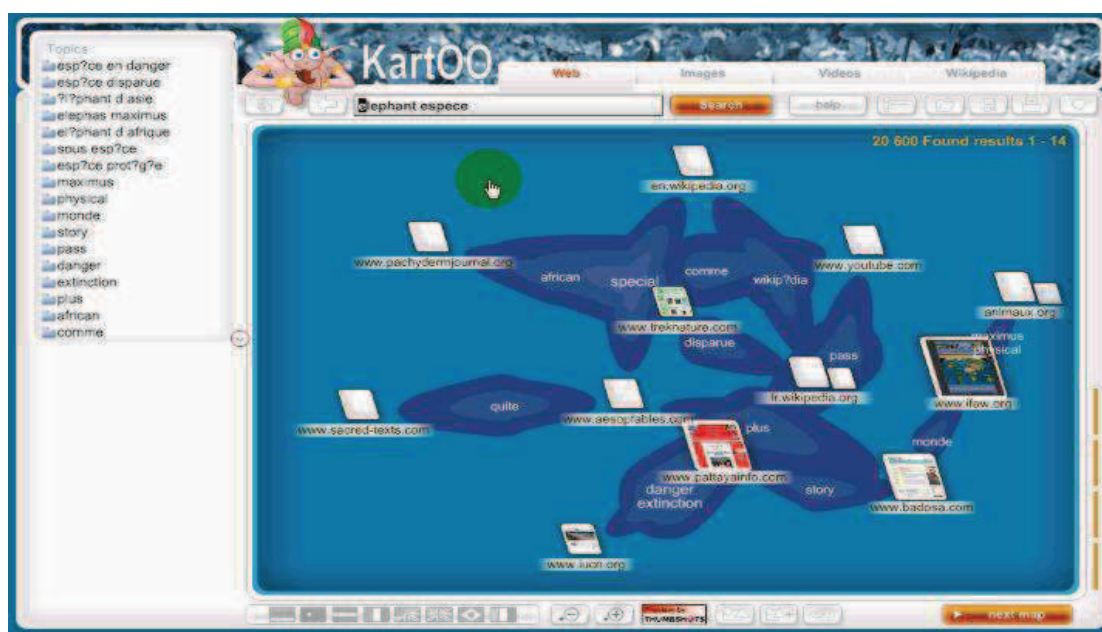 Topics
esp?ce en danger
esp?ce disparue
?l?phant d asie
elephas maximus
el?phant d afrique
sous esp?ce
esp?ce prot?g?e
maximus
physical
monde
story
pass
danger
extinction
plus
african
comme
KartOO
Web
Images
Videos
Wikipedia
elephant espece
Search
help
20 600 Found results 1 - 14
en.wikipedia.org
www.pachydermjournal.org
www.youtube.com
african
special
comme
wikip?dia
animaux.org
www.treknature.com
disparue
maximus
physical
pass
fr.wikipedia.org
www.ifaw.org
quite
www.aesopfables.com
www.sacred-texts.com
plus
monde
www.pattayainfo.com
danger
extinction
story
www.badosa.com
www.iucn.org
THUMBSHOTS
next map